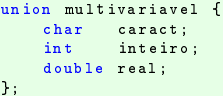 union multivariavel {
    char   caract;
    int    inteiro;
    double real;
};